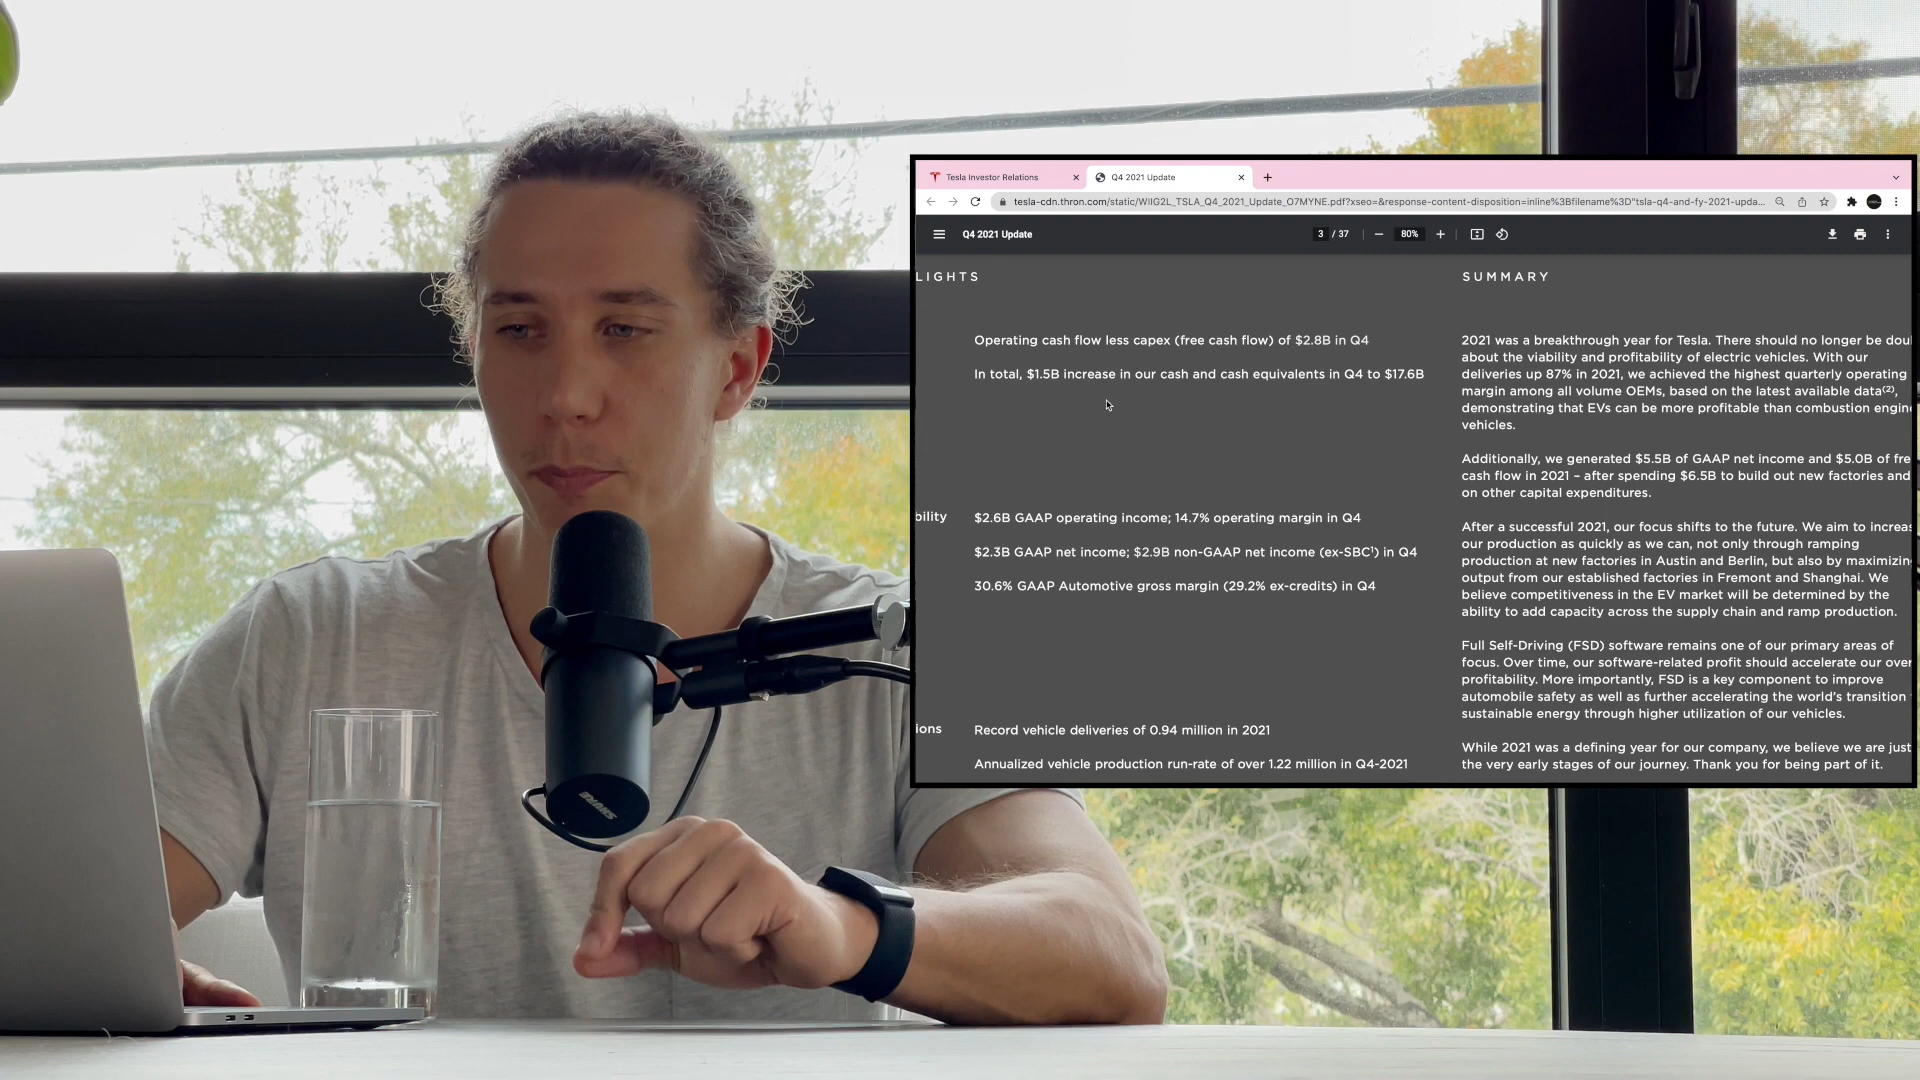 Tesla Investor Relations
Q4 2021 Update
tesla-cdn.thron.com/static/WIIG2L_TSLA_Q4_2021_Update_O7MYNE.pdf?xseo=&response-content-disposition=inline%3Bfilename%3D"tsla-q4-and-fy-2021-upda...
Q4 2021 Update
3 / 37
80%
LIGHTS
Operating cash flow less capex (free cash flow) of $2.8B in Q4
In total, $1.5B increase in our cash and cash equivalents in Q4 to $17.6B
bility
$2.6B GAAP operating income; 14.7% operating margin in Q4
$2.3B GAAP net income; $2.9B non-GAAP net income (ex-SBC¹) in Q4
30.6% GAAP Automotive gross margin (29.2% ex-credits) in Q4
ions
Record vehicle deliveries of 0.94 million in 2021
Annualized vehicle production run-rate of over 1.22 million in Q4-2021
SUMMARY
2021 was a breakthrough year for Tesla. There should no longer be dou
about the viability and profitability of electric vehicles. With our
deliveries up 87% in 2021, we achieved the highest quarterly operating
margin among all volume OEMs, based on the latest available data⁽²⁾,
demonstrating that EVs can be more profitable than combustion engin
vehicles.
Additionally, we generated $5.5B of GAAP net income and $5.0B of fre
cash flow in 2021 – after spending $6.5B to build out new factories and
on other capital expenditures.
After a successful 2021, our focus shifts to the future. We aim to increas
our production as quickly as we can, not only through ramping
production at new factories in Austin and Berlin, but also by maximizin
output from our established factories in Fremont and Shanghai. We
believe competitiveness in the EV market will be determined by the
ability to add capacity across the supply chain and ramp production.
Full Self-Driving (FSD) software remains one of our primary areas of
focus. Over time, our software-related profit should accelerate our over
profitability. More importantly, FSD is a key component to improve
automobile safety as well as further accelerating the world's transition
sustainable energy through higher utilization of our vehicles.
While 2021 was a defining year for our company, we believe we are just
the very early stages of our journey. Thank you for being part of it.
SHURE